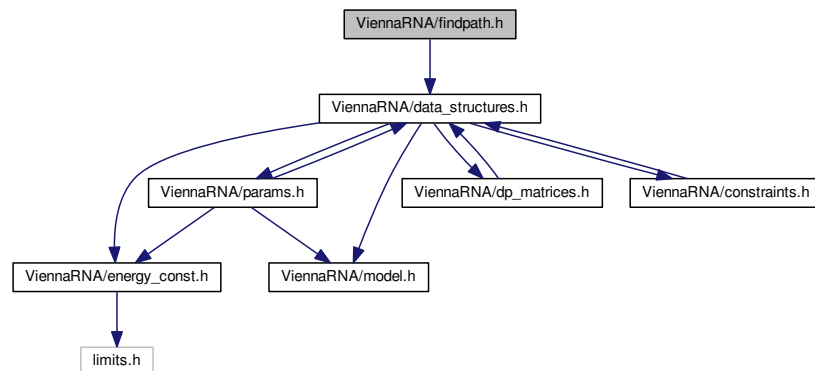 ViennaRNA/findpath.h
ViennaRNA/data_structures.h
ViennaRNA/params.h
ViennaRNA/dp_matrices.h
ViennaRNA/constraints.h
ViennaRNA/energy_const.h
ViennaRNA/model.h
limits.h